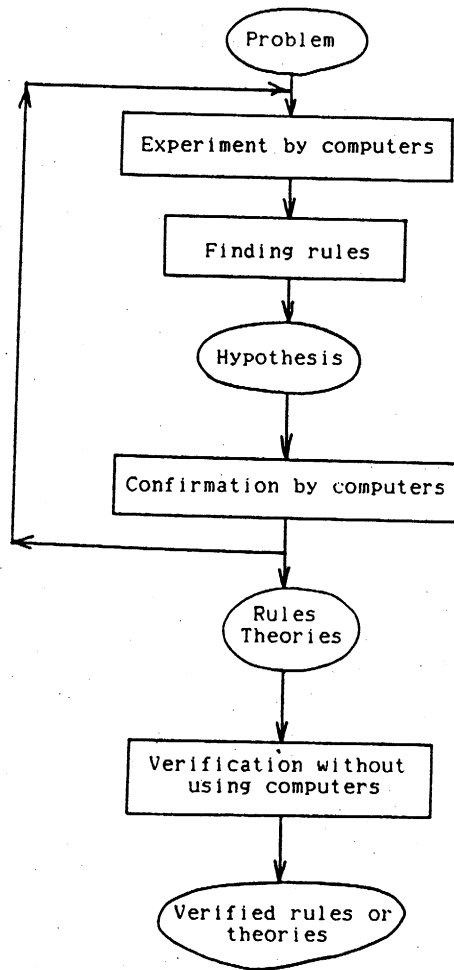 Problem
Experiment by computers
Finding rules
Hypothesis
Confirmation by computers
Rules
Theories
Verification without
using computers
Verified rules or
theories